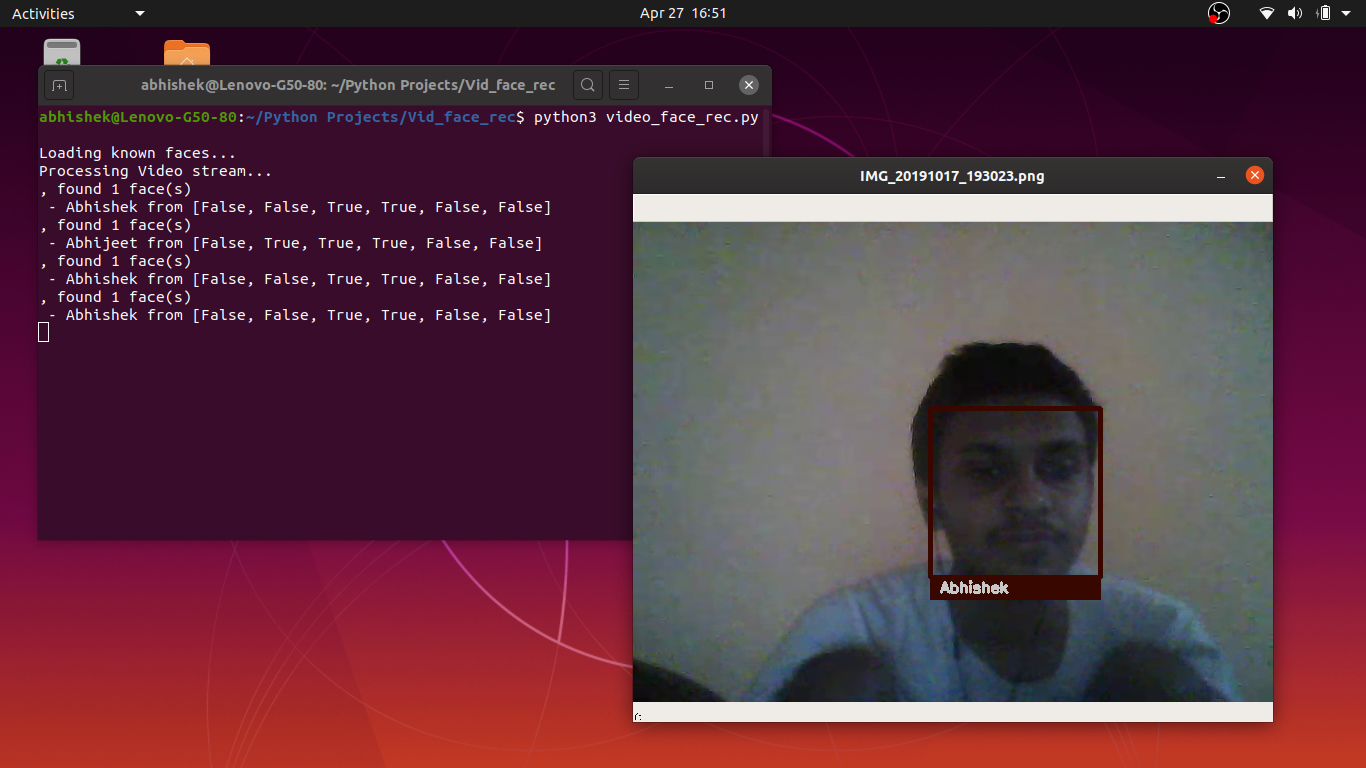 Activities
Apr 27 16:51
abhishek@Lenovo-G50-80: ~/Python Projects/Vid_face_rec
abhishek@Lenovo-G50-80:~/Python Projects/Vid_face_rec$ python3 video_face_rec.py
Loading known faces...
Processing Video stream...
, found 1 face(s)
- Abhishek from [False, False, True, True, False, False]
, found 1 face(s)
- Abhijeet from [False, True, True, True, False, False]
, found 1 face(s)
- Abhishek from [False, False, True, True, False, False]
, found 1 face(s)
- Abhishek from [False, False, True, True, False, False]
IMG_20191017_193023.png
Abhishek